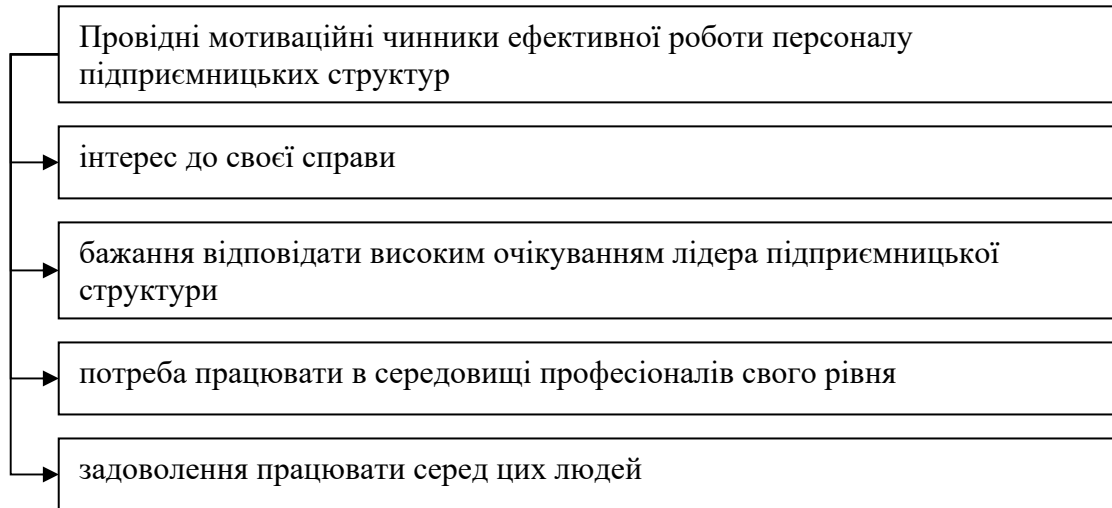 Провідні мотиваційні чинники ефективної роботи персоналу
підприємницьких структур
інтерес до своєї справи
бажання відповідати високим очікуванням лідера підприємницької
структури
потреба працювати в середовищі професіоналів свого рівня
задоволення працювати серед цих людей